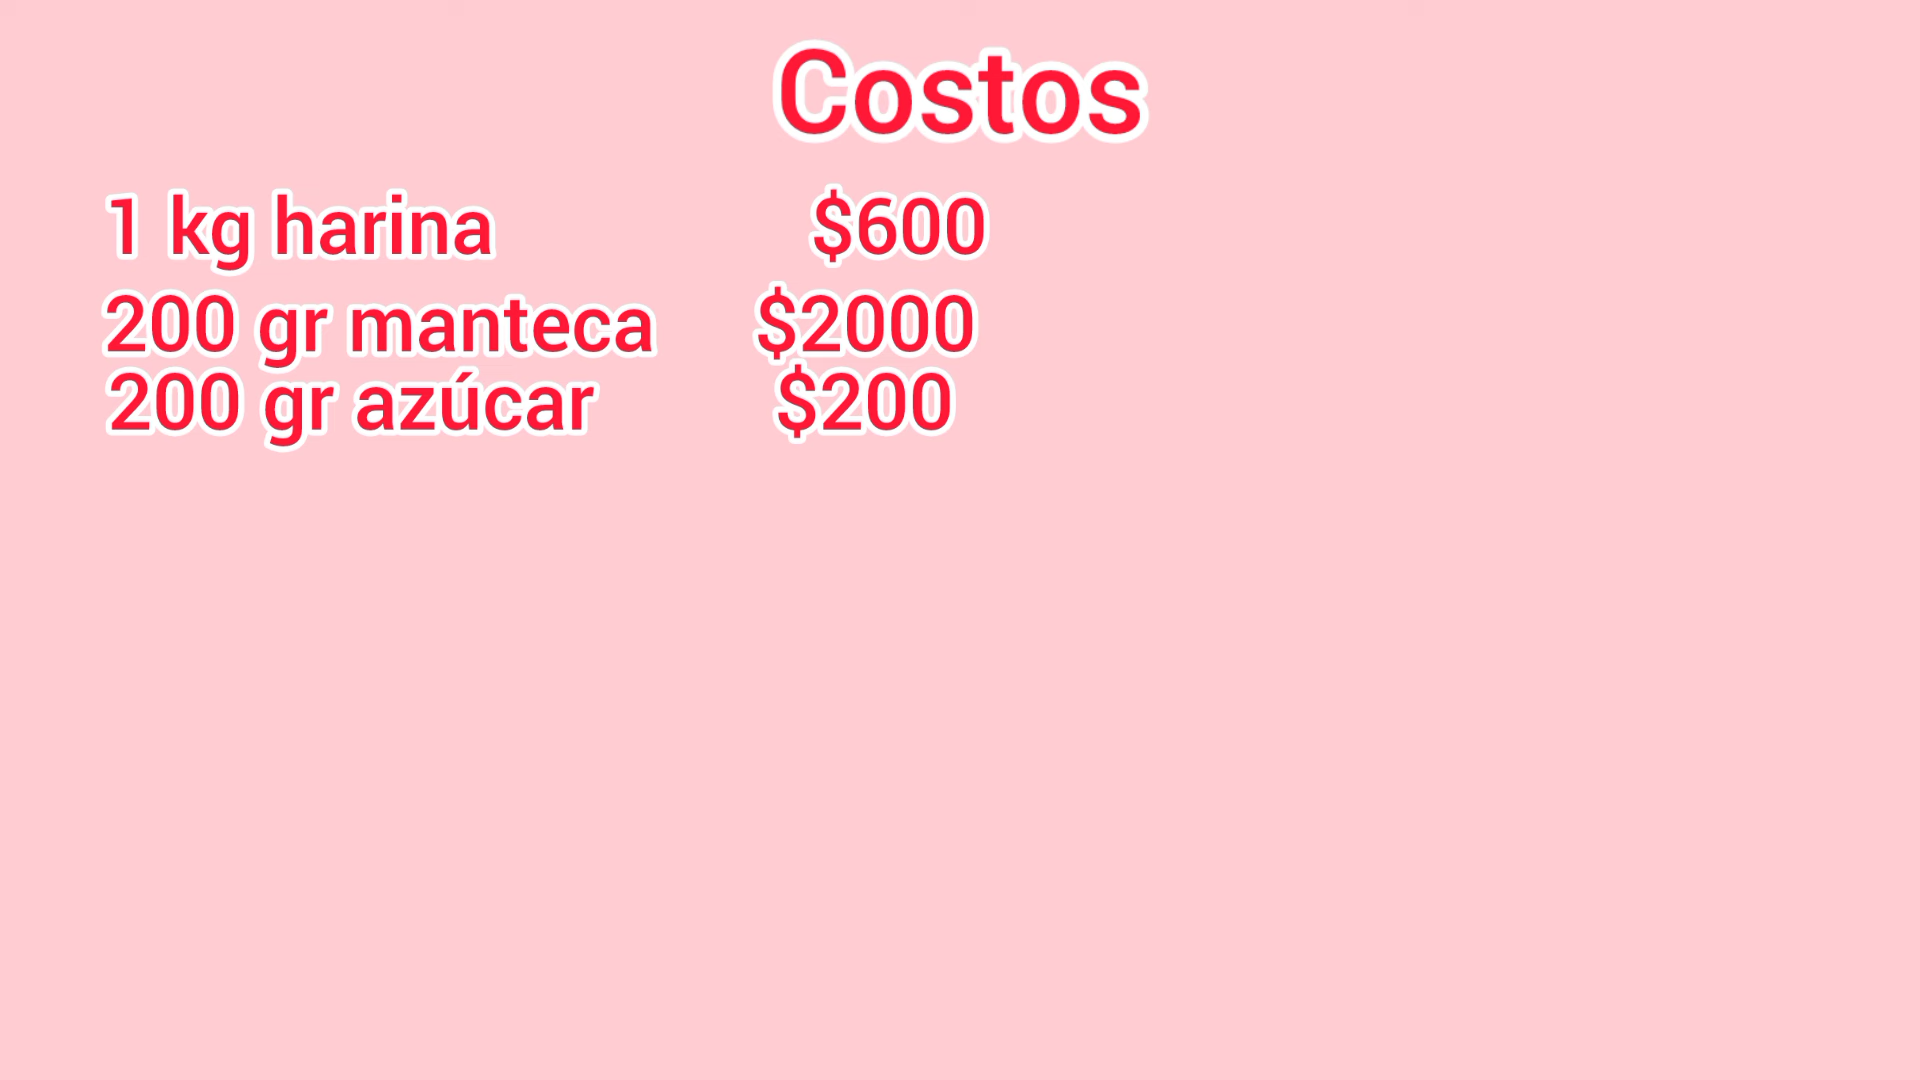 Costos
1 kg harina $600
200 gr manteca $2000
200 gr azúcar $200